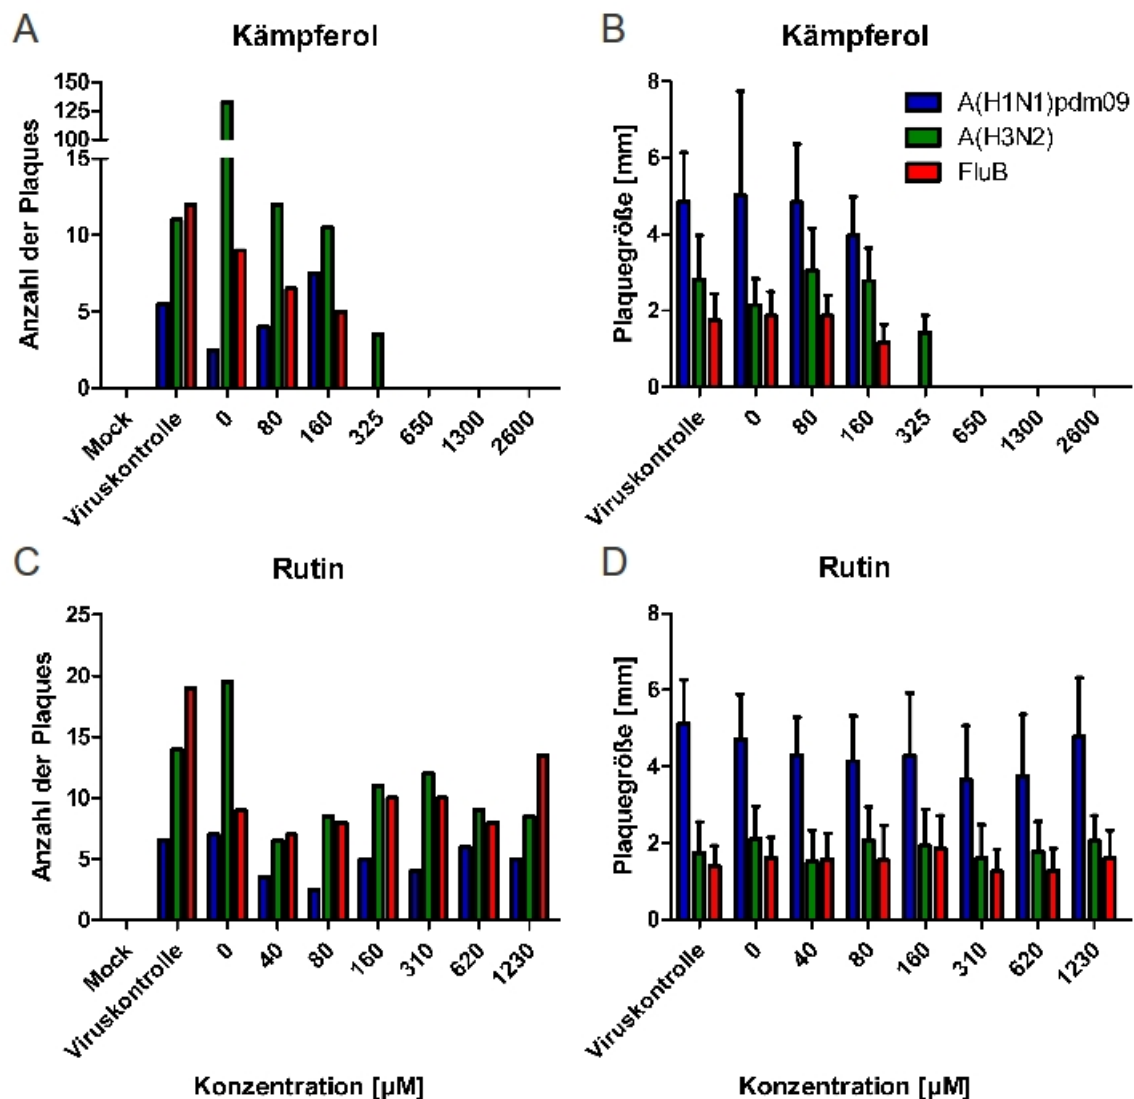 A
Kämpferol
Anzahl der Plaques
150
125
100
15
10
5
0
Mock
Viruskontrolle
0
80
160
325
650
1300
2600
B
Kämpferol
Plaquegröße [mm]
8
6
4
2
0
A(H1N1)pdm09
A(H3N2)
FluB
Viruskontrolle
0
80
160
325
650
1300
2600
C
Rutin
Anzahl der Plaques
25
20
15
10
5
0
Mock
Viruskontrolle
0
40
80
160
310
620
1230
Konzentration [µM]
D
Rutin
Plaquegröße [mm]
8
6
4
2
0
Viruskontrolle
0
40
80
160
310
620
1230
Konzentration [µM]